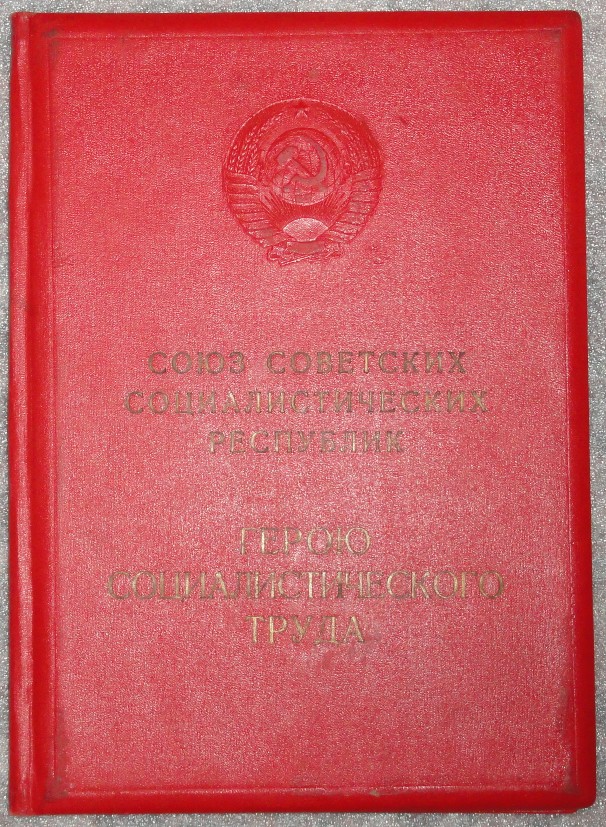 СОЮЗ СОВЕТСКИХ
СОЦИАЛИСТИЧЕСКИХ
РЕСПУБЛИК
ГЕРОЮ
СОЦИАЛИСТИЧЕСКОГО
ТРУДА